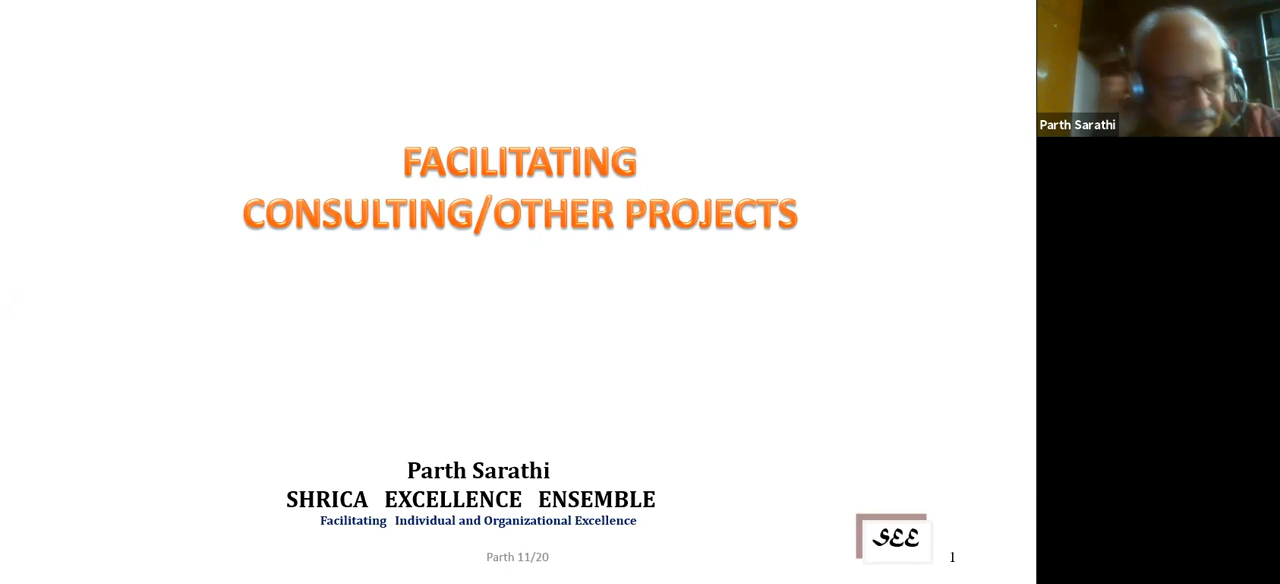 FACILITATING
CONSULTING/OTHER PROJECTS
Parth Sarathi
SHRICA EXCELLENCE ENSEMBLE
Facilitating Individual and Organizational Excellence
Parth 11/20
SEE
1
Parth Sarathi